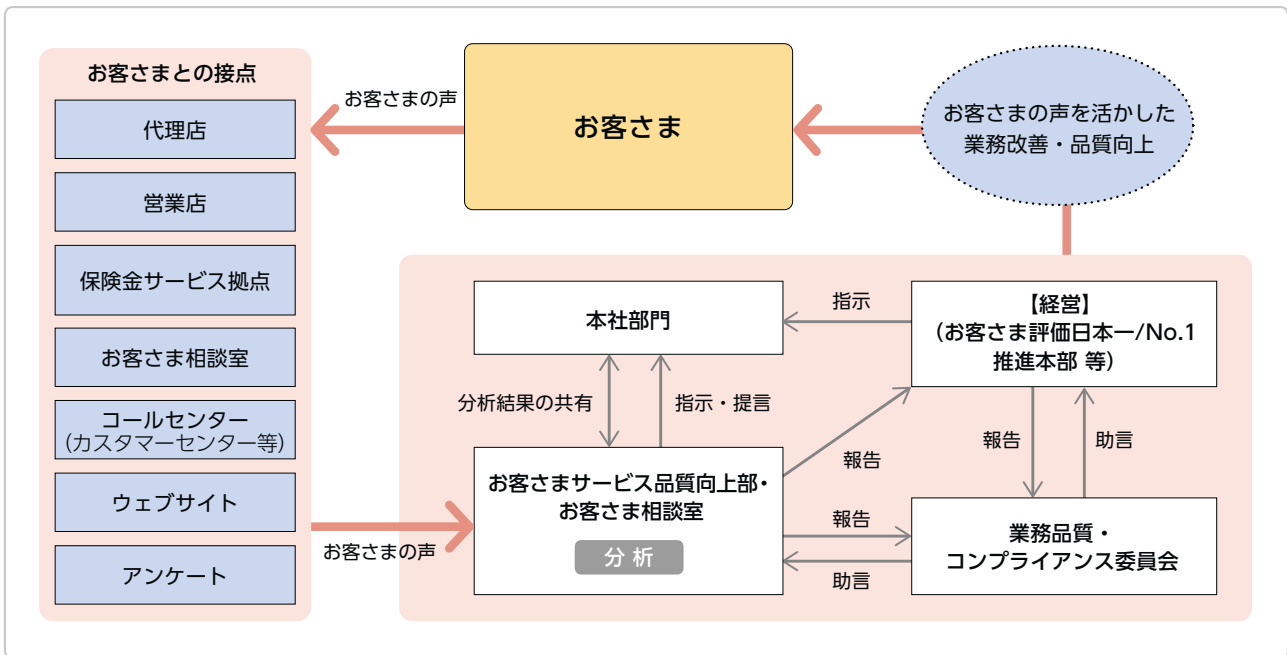 お客さまとの接点
代理店
営業店
保険金サービス拠点
お客さま相談室
コールセンター
(カスタマーセンター等)
ウェブサイト
アンケート
お客さまの声
お客さま
お客さまの声を活かした
業務改善・品質向上
お客さまの声
本社部門
指示
【経営】
(お客さま評価日本一/No.1
推進本部 等)
分析結果の共有
指示・提言
報告
報告
助言
お客さまサービス品質向上部・
お客さま相談室
分 析
報告
助言
業務品質・
コンプライアンス委員会